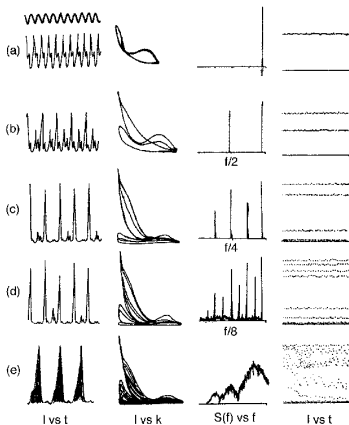 (a)
f
(b)
f/2
(c)
f/4
(d)
f/8
(e)
I vs t
I vs k
S(f) vs f
I vs t